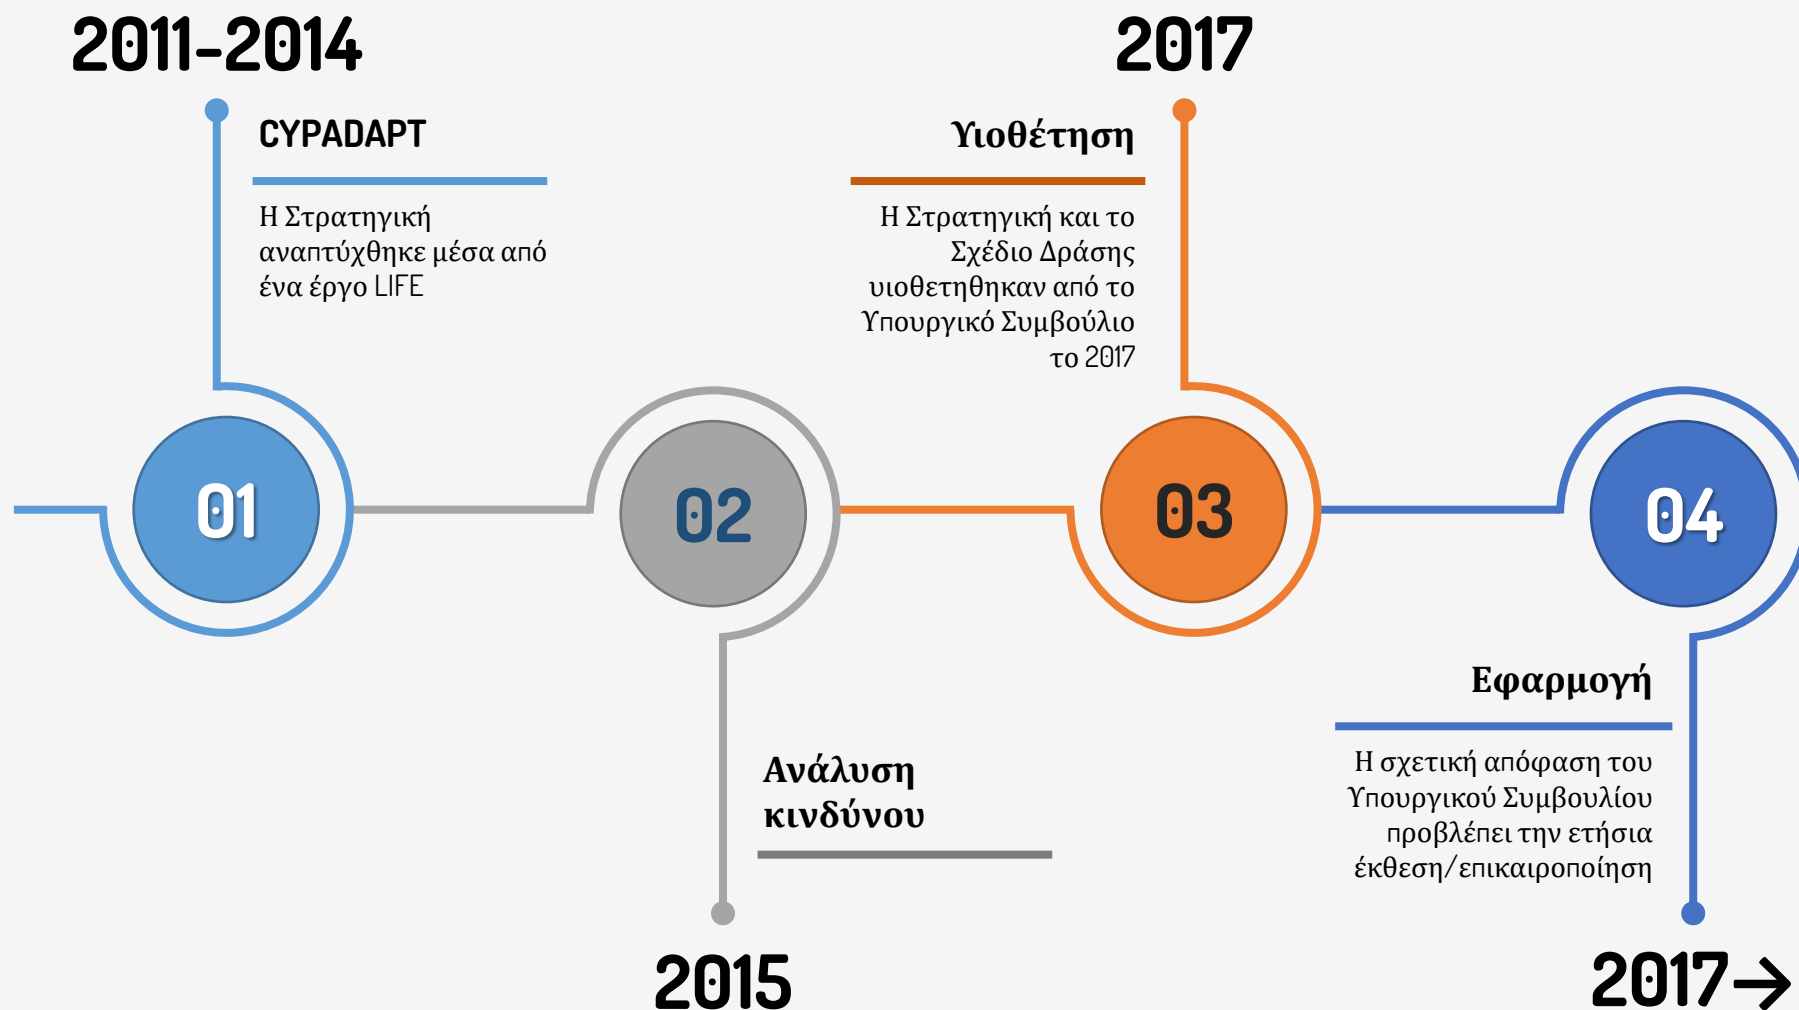 2011-2014
CYPADAPT
Η Στρατηγική
αναπτύχθηκε μέσα από
ένα έργο LIFE
01
02
Ανάλυση
κινδύνου
2015
2017
Υιοθέτηση
Η Στρατηγική και το
Σχέδιο Δράσης
υιοθετηθηκαν από το
Υπουργικό Συμβούλιο
το 2017
03
04
Εφαρμογή
Η σχετική απόφαση του
Υπουργικού Συμβουλίου
προβλέπει την ετήσια
έκθεση/επικαιροποίηση
2017→